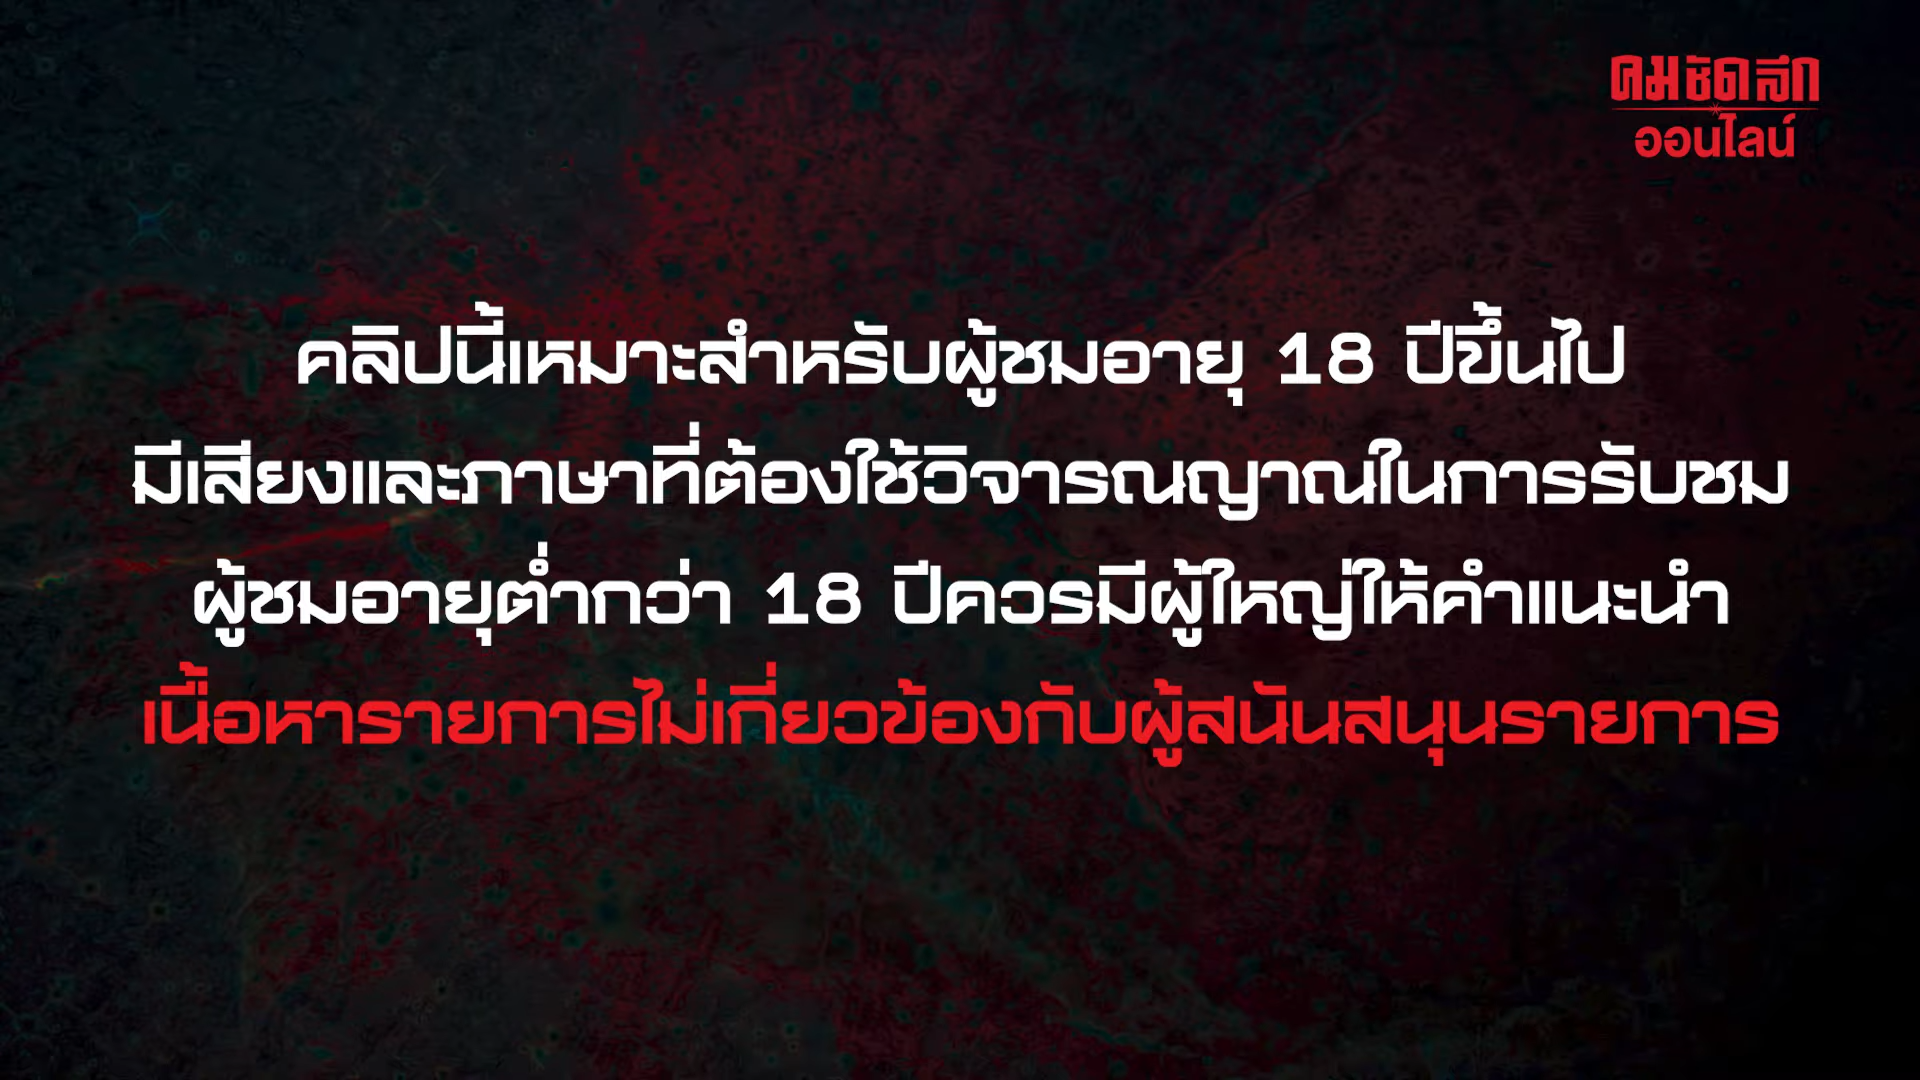 คมชัดลึก
ออนไลน์
คลิปนี้เหมาะสำหรับผู้ชมอายุ 18 ปีขึ้นไป
มีเสียงและภาษาที่ต้องใช้วิจารณญาณในการรับชม
ผู้ชมอายุต่ำกว่า 18 ปีควรมีผู้ใหญ่ให้คำแนะนำ
เนื้อหารายการไม่เกี่ยวข้องกับผู้สนันสนุนรายการ